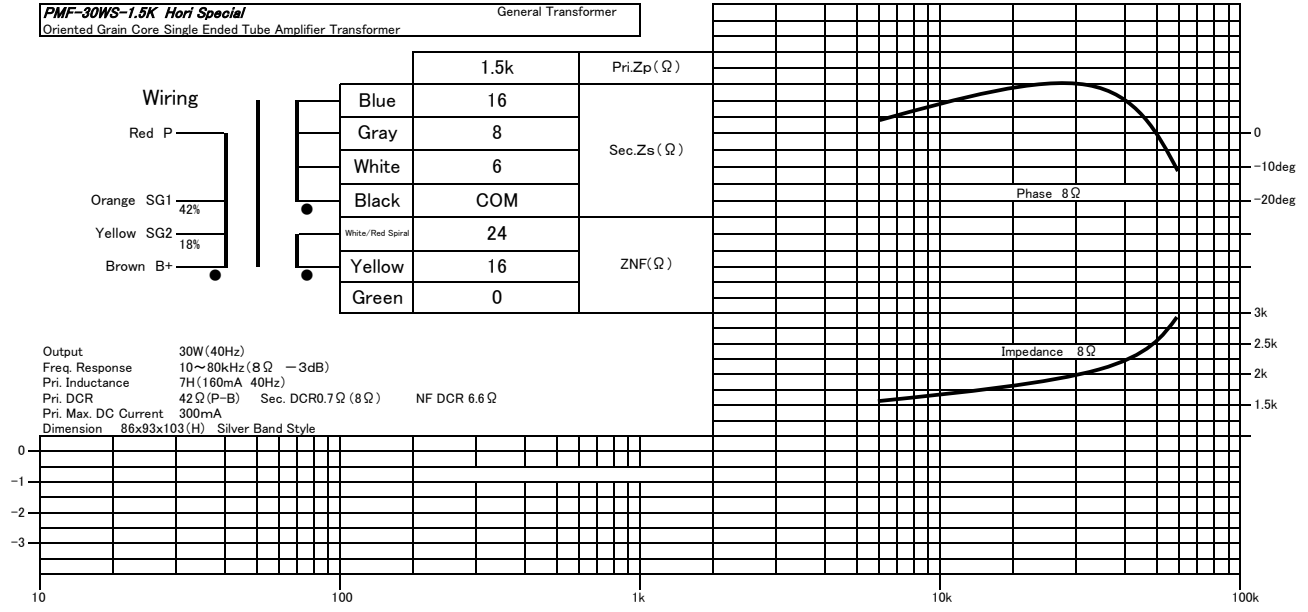 PMF-30WS-1.5K Hori Special General Transformer
Oriented Grain Core Single Ended Tube Amplifier Transformer
1.5k Pri.Zp(Ω)
Wiring
Blue 16
Red P Gray 8
Sec.Zs(Ω)
White 6
Orange SG1 42% Black COM
Yellow SG2 18% White/Red Spiral 24
Brown B+ Yellow 16
ZNF(Ω)
Green 0
0
-10deg
Phase 8Ω
-20deg
3k
2.5k
Impedance 8Ω
2k
1.5k
Output 30W(40Hz)
Freq. Response 10～80kHz(8Ω －3dB)
Pri. Inductance 7H(160mA 40Hz)
Pri. DCR 42Ω(P-B) Sec. DCR0.7Ω(8Ω) NF DCR 6.6Ω
Pri. Max. DC Current 300mA
Dimension 86x93x103(H) Silver Band Style
0
-1
-2
-3
10 100 1k 10k 100k